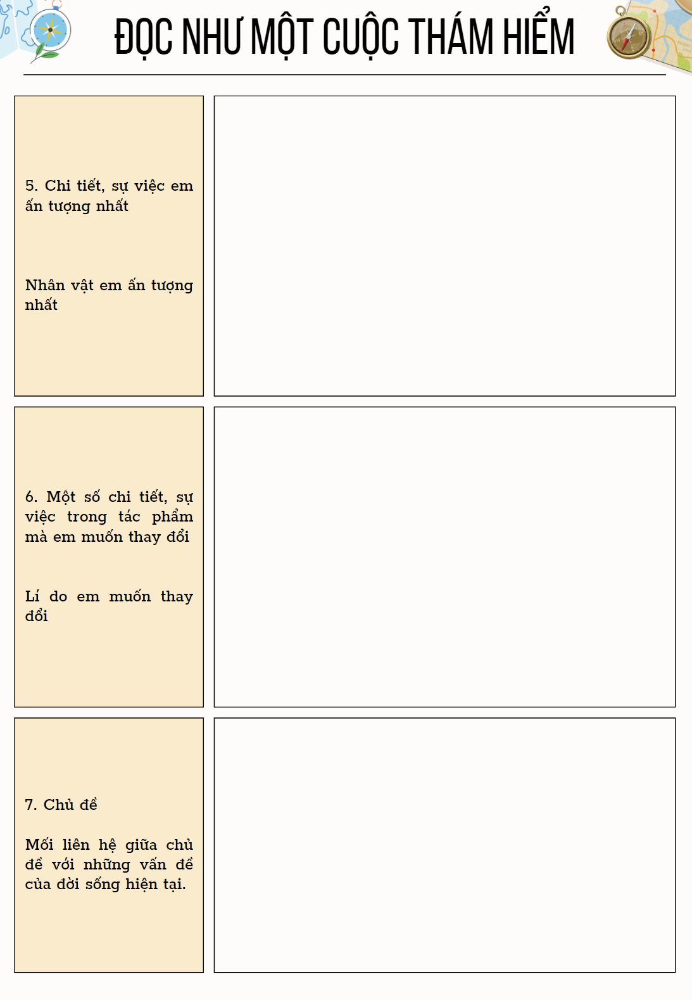 ĐỌC NHƯ MỘT CUỘC THÁM HIỂM
5. Chi tiết, sự việc em
ấn tượng nhất
Nhân vật em ấn tượng
nhất
6. Một số chi tiết, sự
việc trong tác phẩm
mà em muốn thay đổi
Lí do em muốn thay
đổi
7. Chủ đề
Mối liên hệ giữa chủ
đề với những vấn đề
của đời sống hiện tại.